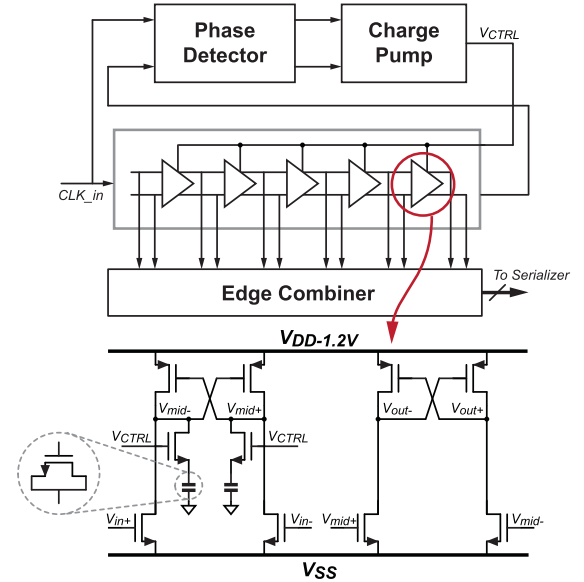 Phase
Detector
Charge
Pump
VCTRL
CLK_in
To Serializer
Edge Combiner
VDD-1.2V
Vmid-
Vmid+
Vout-
Vout+
VCTRL
VCTRL
Vin+
Vin-
Vmid+
Vmid-
VSS